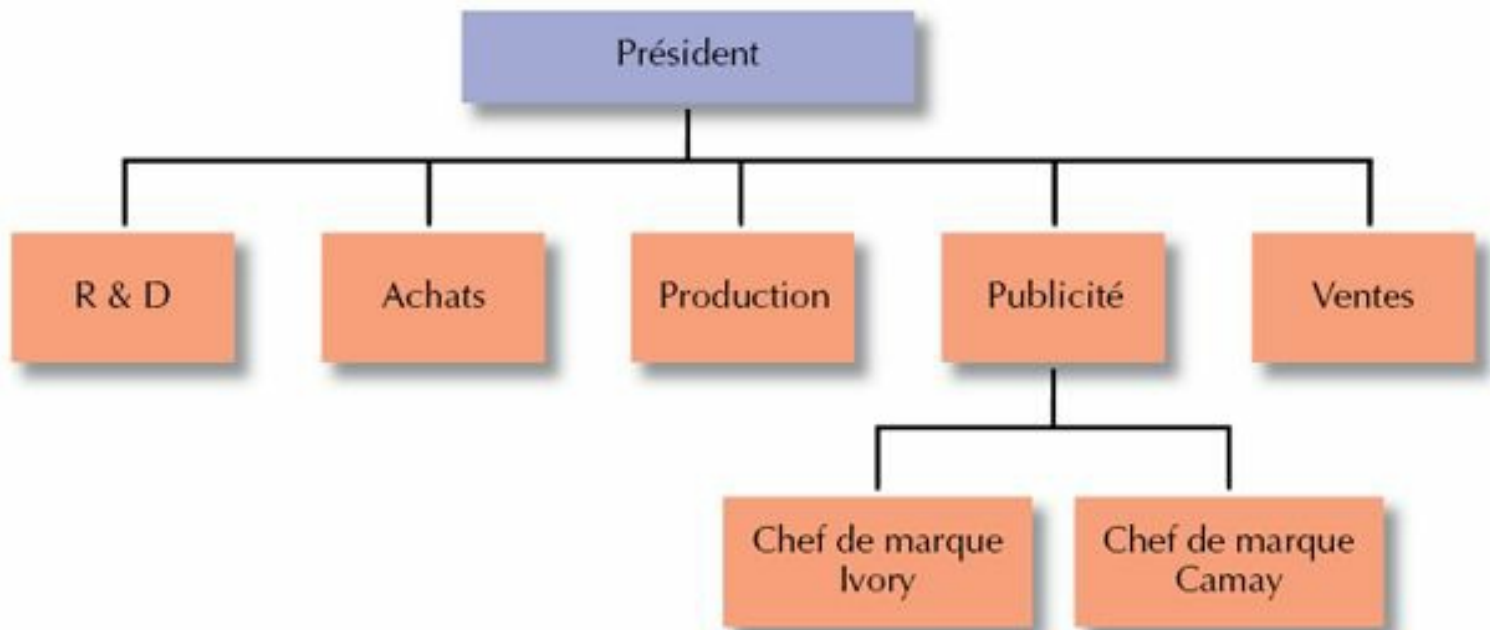 Président
R & D
Achats
Production
Publicité
Ventes
Chef de marque
Ivory
Chef de marque
Camay